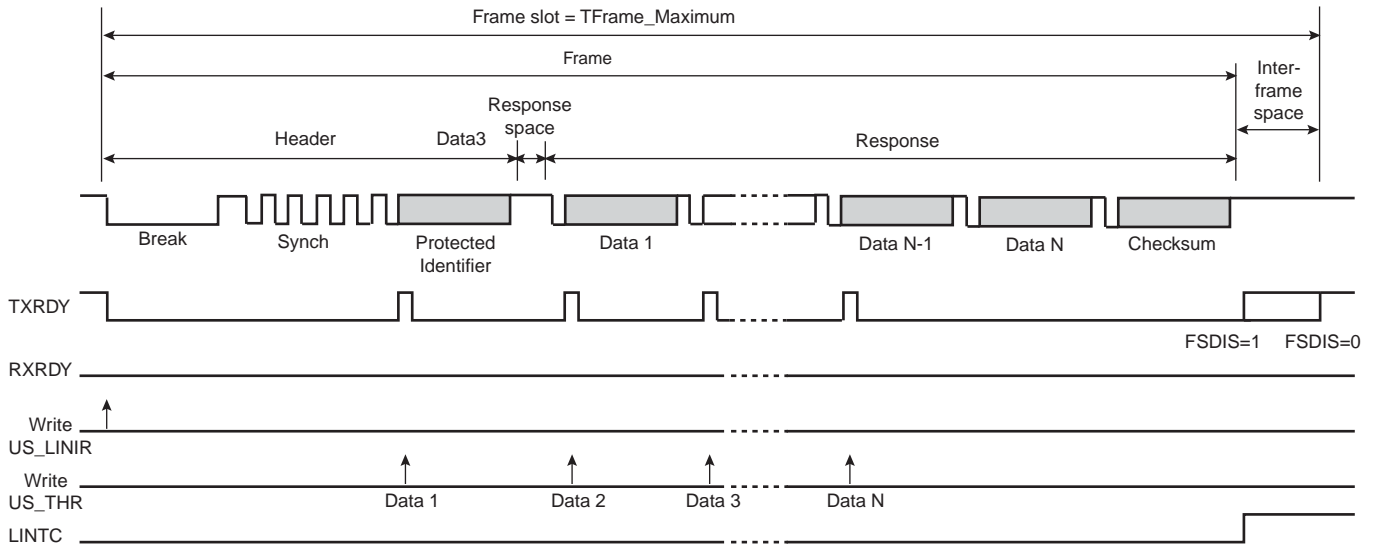 Frame slot = TFrame_Maximum
Frame
Inter-
frame
space
Response
space
Header
Data3
Response
Break
Synch
Protected
Identifier
Data 1
Data N-1
Data N
Checksum
TXRDY
FSDIS=1
FSDIS=0
RXRDY
Write
US_LINIR
Write
US_THR
Data 1
Data 2
Data 3
Data N
LINTC